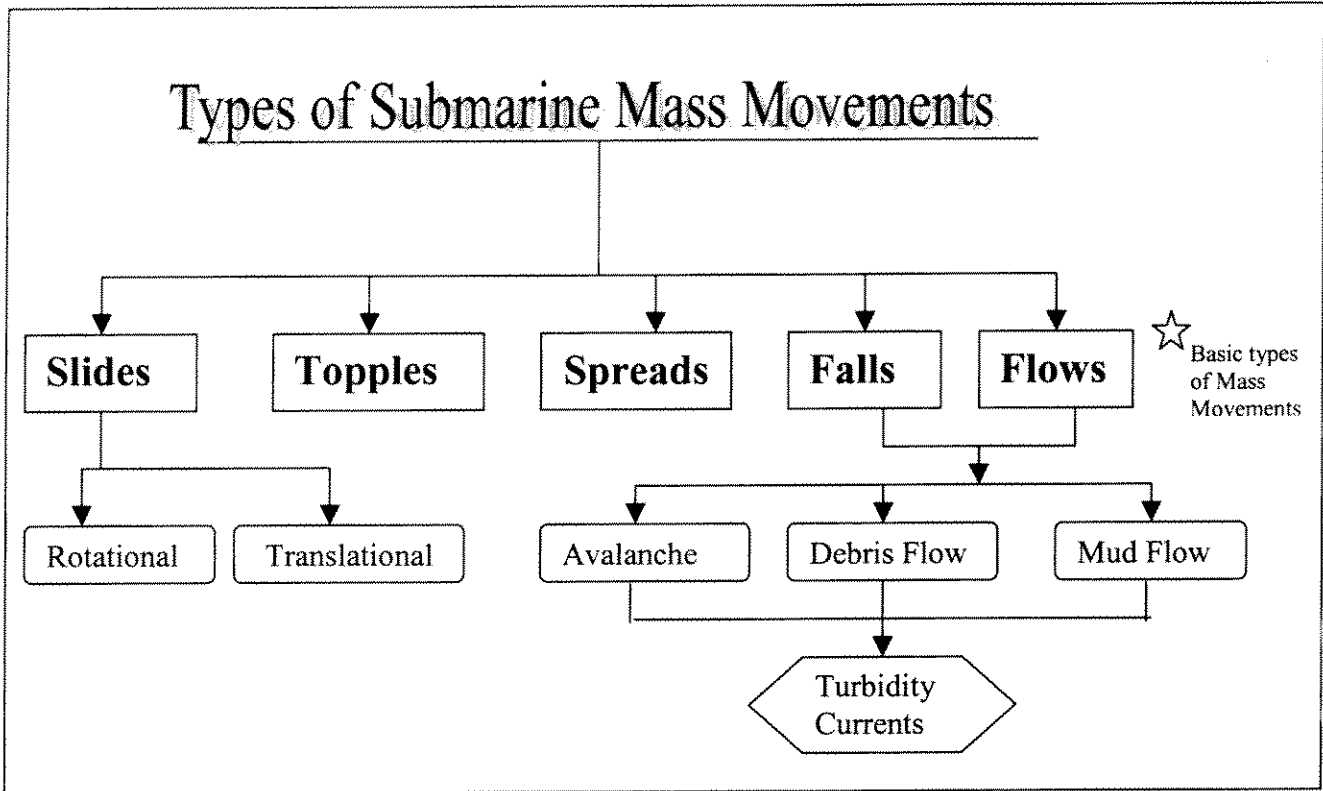 Types of Submarine Mass Movements
Slides
Topples
Spreads
Falls
Flows
Basic types
of Mass
Movements
Rotational
Translational
Avalanche
Debris Flow
Mud Flow
Turbidity
Currents